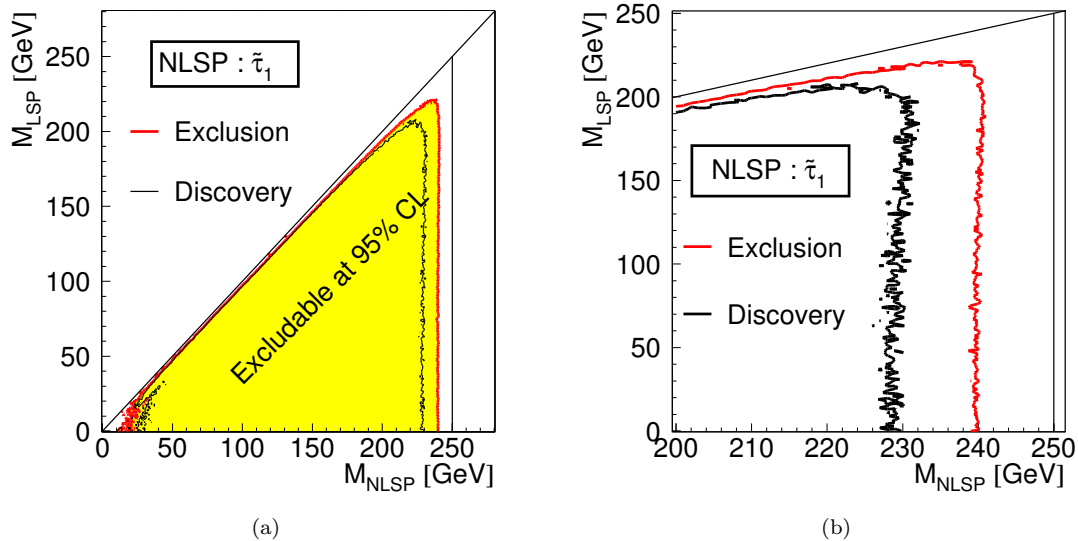 M_LSP [GeV]
250
200
150
100
50
0
NLSP : τ̃₁
Exclusion
Discovery
Excludable at 95% CL
0 50 100 150 200 250
M_NLSP [GeV]
(a)
M_LSP [GeV]
250
200
150
100
50
0
NLSP : τ̃₁
Exclusion
Discovery
200 210 220 230 240 250
M_NLSP [GeV]
(b)